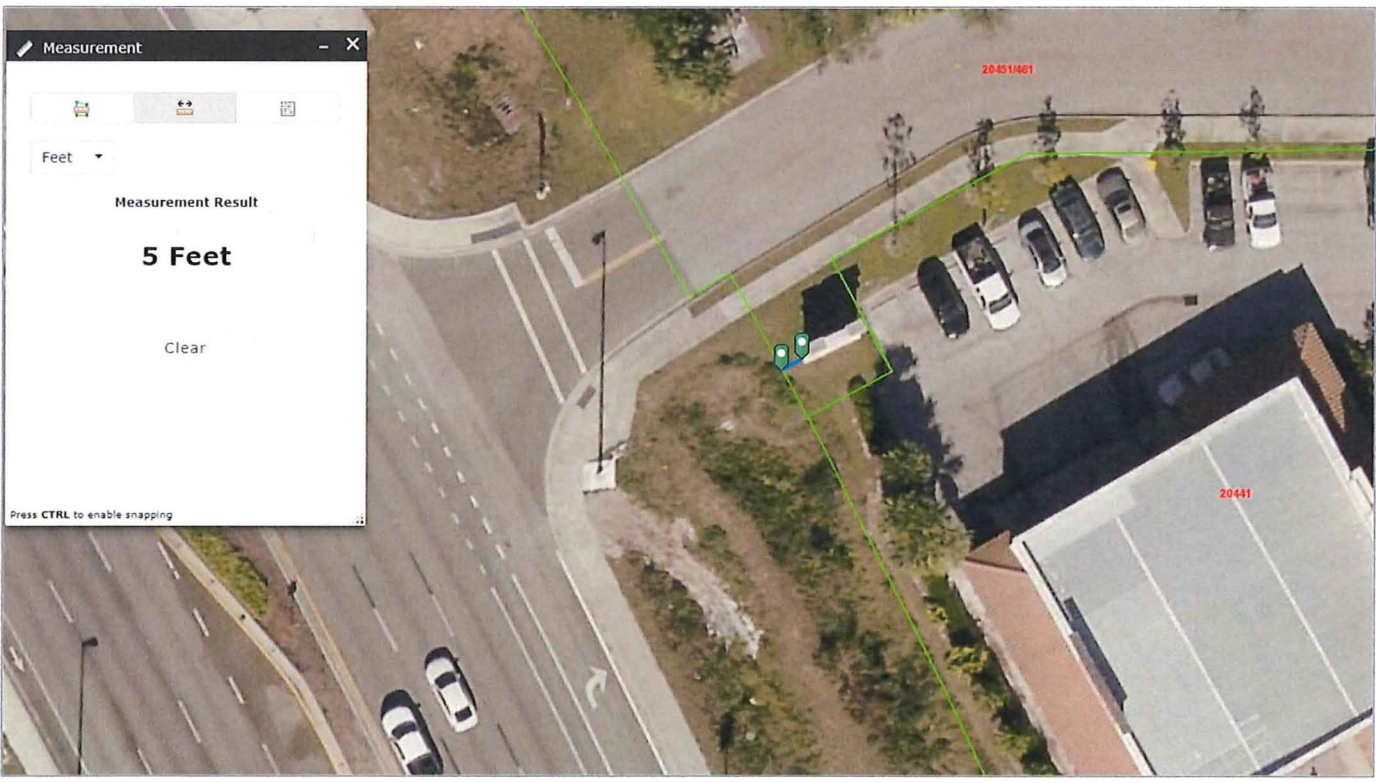 Measurement
Feet
Measurement Result
5 Feet
Clear
Press CTRL to enable snapping
20451/461
20441